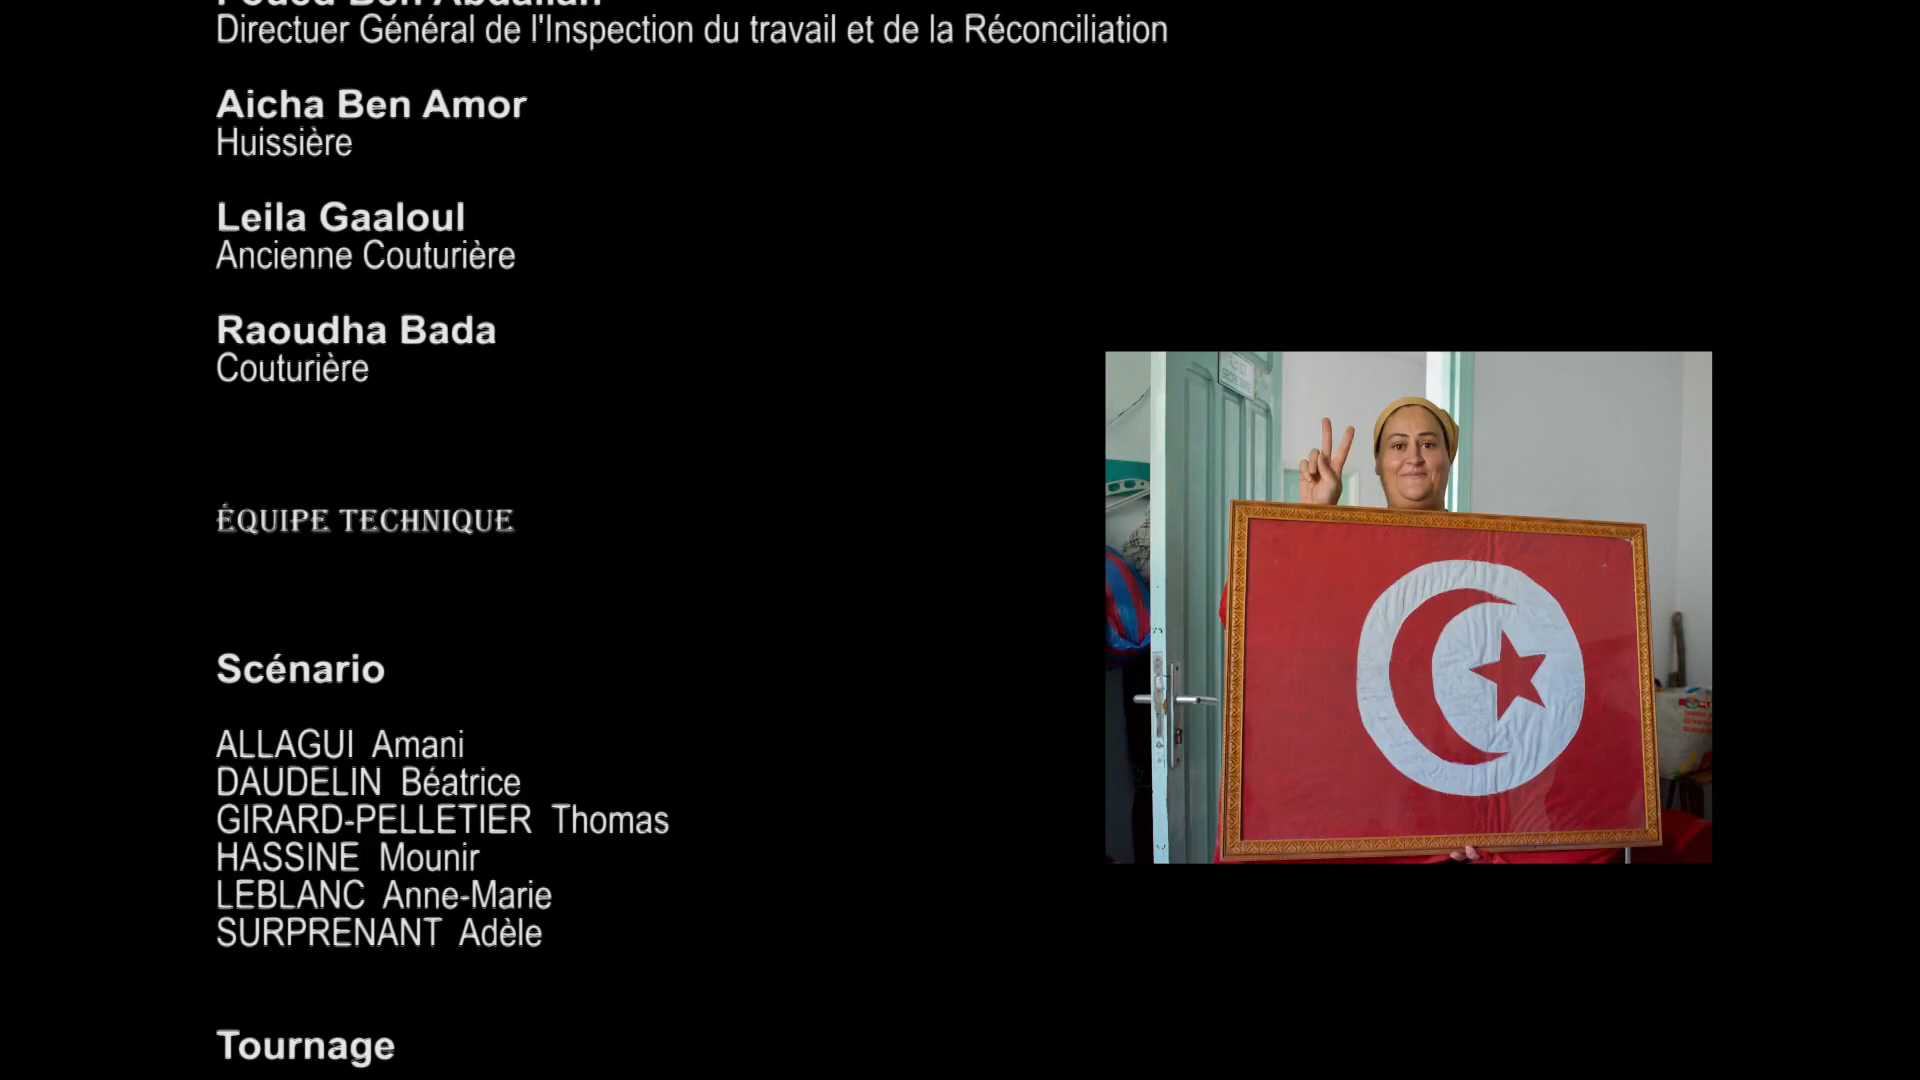 Directuer Général de l'Inspection du travail et de la Réconciliation
Aicha Ben Amor
Huissière
Leila Gaaloul
Ancienne Couturière
Raoudha Bada
Couturière
ÉQUIPE TECHNIQUE
Scénario
ALLAGUI Amani
DAUDELIN Béatrice
GIRARD-PELLETIER Thomas
HASSINE Mounir
LEBLANC Anne-Marie
SURPRENANT Adèle
Tournage